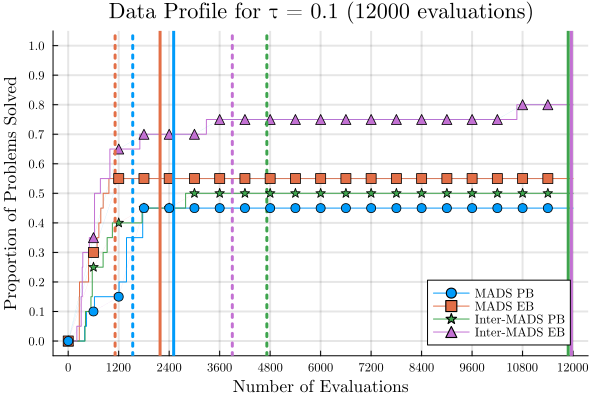 Data Profile for τ = 0.1 (12000 evaluations)
Proportion of Problems Solved
1.0
0.9
0.8
0.7
0.6
0.5
0.4
0.3
0.2
0.1
0.0
MADS PB
MADS EB
Inter-MADS PB
Inter-MADS EB
0 1200 2400 3600 4800 6000 7200 8400 9600 10800 12000
Number of Evaluations